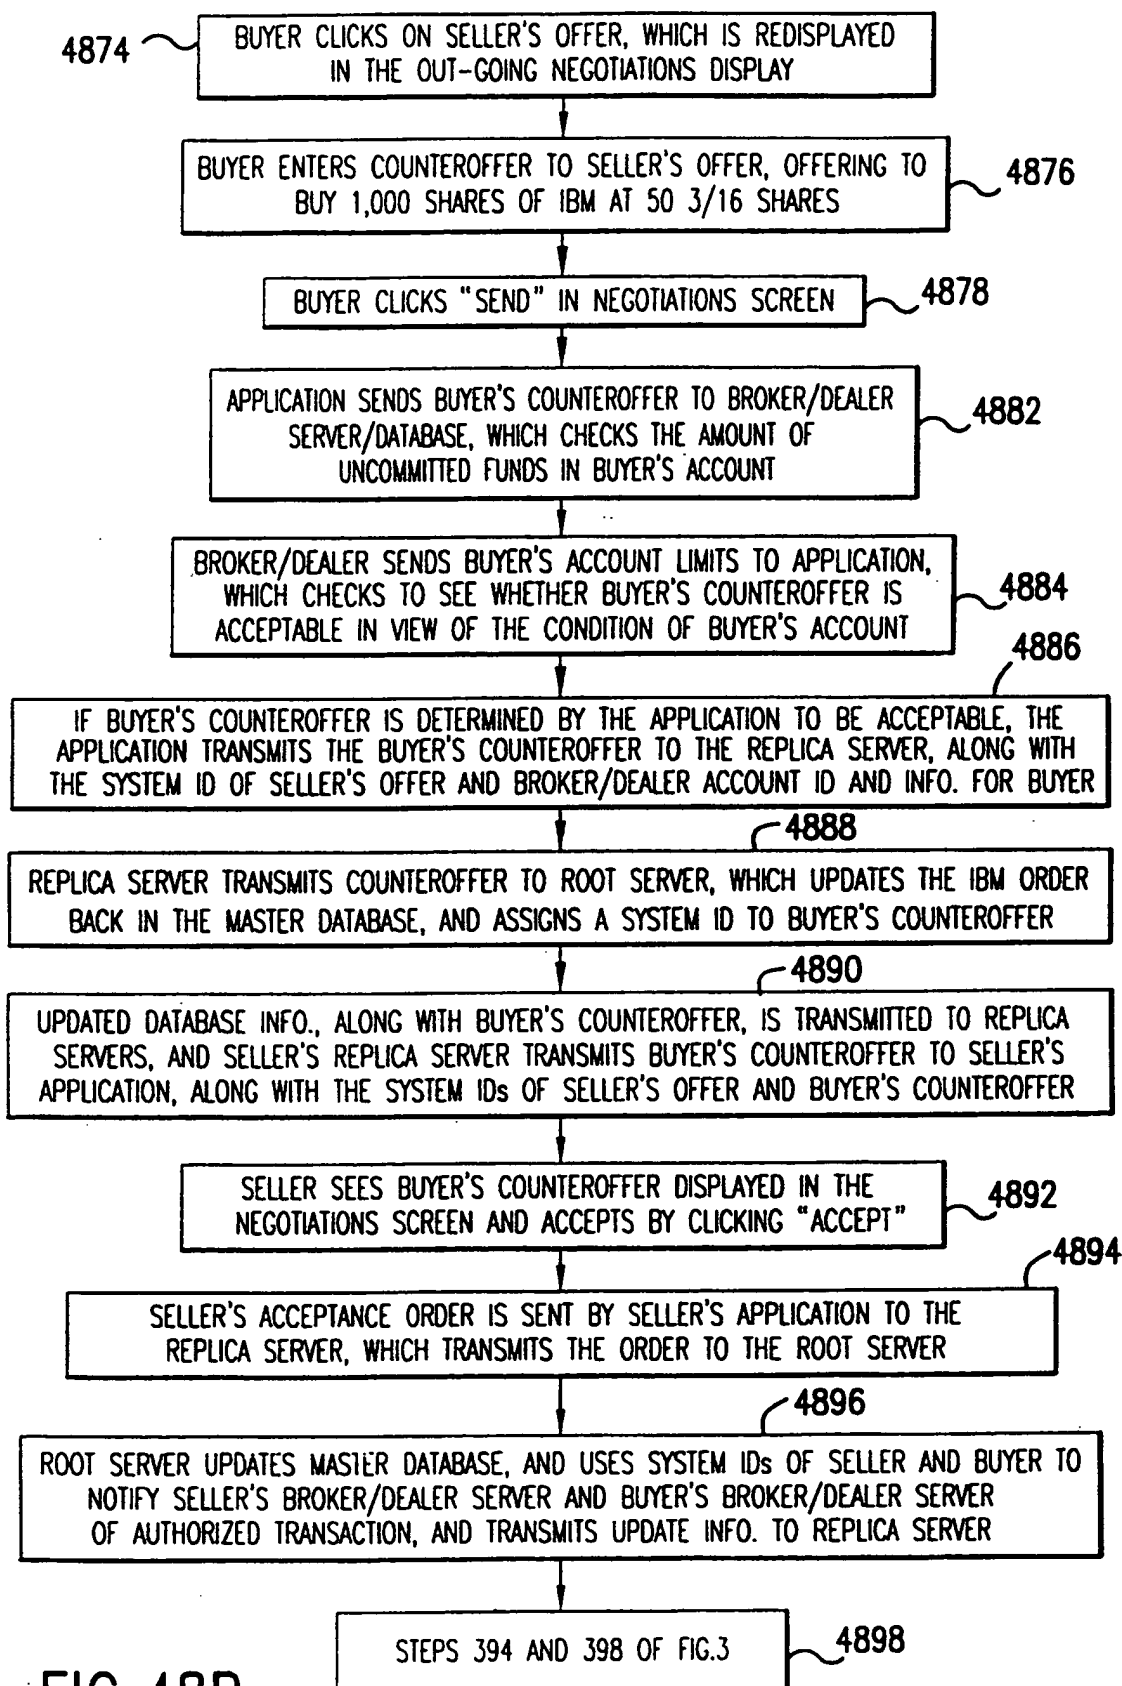 4874
BUYER CLICKS ON SELLER'S OFFER, WHICH IS REDISPLAYED
IN THE OUT-GOING NEGOTIATIONS DISPLAY
BUYER ENTERS COUNTEROFFER TO SELLER'S OFFER, OFFERING TO
BUY 1,000 SHARES OF IBM AT 50 3/16 SHARES
4876
BUYER CLICKS "SEND" IN NEGOTIATIONS SCREEN
4878
APPLICATION SENDS BUYER'S COUNTEROFFER TO BROKER/DEALER
SERVER/DATABASE, WHICH CHECKS THE AMOUNT OF
UNCOMMITTED FUNDS IN BUYER'S ACCOUNT
4882
BROKER/DEALER SENDS BUYER'S ACCOUNT LIMITS TO APPLICATION,
WHICH CHECKS TO SEE WHETHER BUYER'S COUNTEROFFER IS
ACCEPTABLE IN VIEW OF THE CONDITION OF BUYER'S ACCOUNT
4884
4886
IF BUYER'S COUNTEROFFER IS DETERMINED BY THE APPLICATION TO BE ACCEPTABLE, THE
APPLICATION TRANSMITS THE BUYER'S COUNTEROFFER TO THE REPLICA SERVER, ALONG WITH
THE SYSTEM ID OF SELLER'S OFFER AND BROKER/DEALER ACCOUNT ID AND INFO. FOR BUYER
4888
REPLICA SERVER TRANSMITS COUNTEROFFER TO ROOT SERVER, WHICH UPDATES THE IBM ORDER
BACK IN THE MASTER DATABASE, AND ASSIGNS A SYSTEM ID TO BUYER'S COUNTEROFFER
4890
UPDATED DATABASE INFO., ALONG WITH BUYER'S COUNTEROFFER, IS TRANSMITTED TO REPLICA
SERVERS, AND SELLER'S REPLICA SERVER TRANSMITS BUYER'S COUNTEROFFER TO SELLER'S
APPLICATION, ALONG WITH THE SYSTEM IDs OF SELLER'S OFFER AND BUYER'S COUNTEROFFER
SELLER SEES BUYER'S COUNTEROFFER DISPLAYED IN THE
NEGOTIATIONS SCREEN AND ACCEPTS BY CLICKING "ACCEPT"
4892
4894
SELLER'S ACCEPTANCE ORDER IS SENT BY SELLER'S APPLICATION TO THE
REPLICA SERVER, WHICH TRANSMITS THE ORDER TO THE ROOT SERVER
4896
ROOT SERVER UPDATES MASTER DATABASE, AND USES SYSTEM IDs OF SELLER AND BUYER TO
NOTIFY SELLER'S BROKER/DEALER SERVER AND BUYER'S BROKER/DEALER SERVER
OF AUTHORIZED TRANSACTION, AND TRANSMITS UPDATE INFO. TO REPLICA SERVER
STEPS 394 AND 398 OF FIG.3
4898